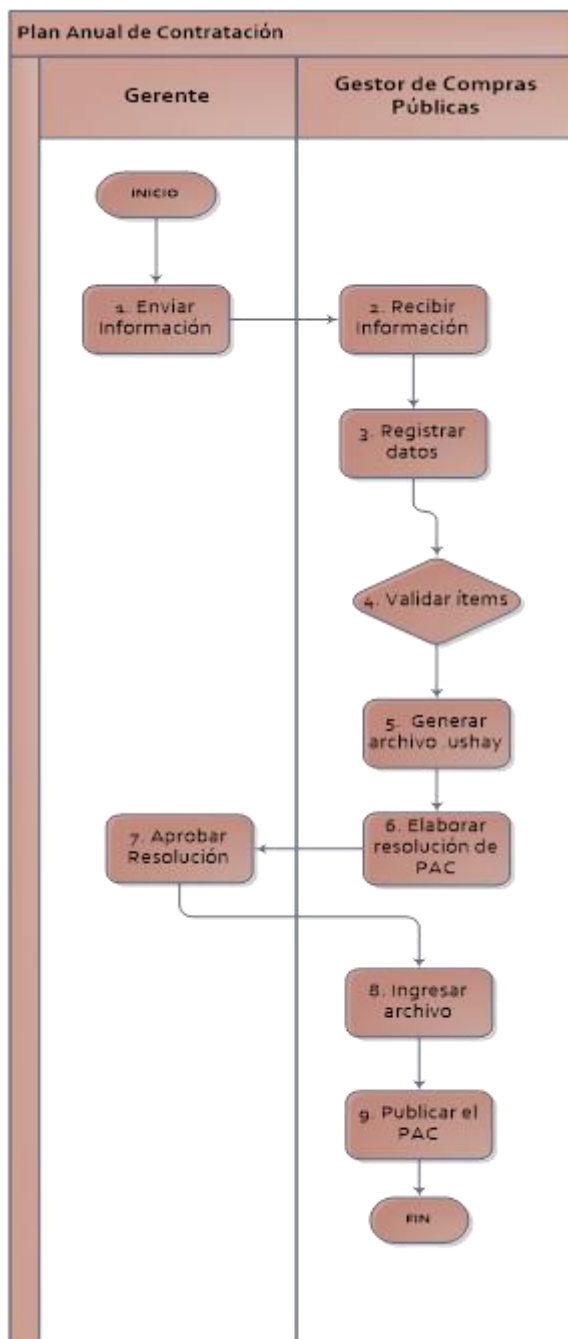 Plan Anual de Contratación
Gerente
Gestor de Compras
Públicas
INICIO
1. Enviar
Información
2. Recibir
Información
3. Registrar
datos
4. Validar ítems
5. Generar
archivo .ushay
6. Elaborar
resolución de
PAC
7. Aprobar
Resolución
8. Ingresar
archivo
9. Publicar el
PAC
FIN